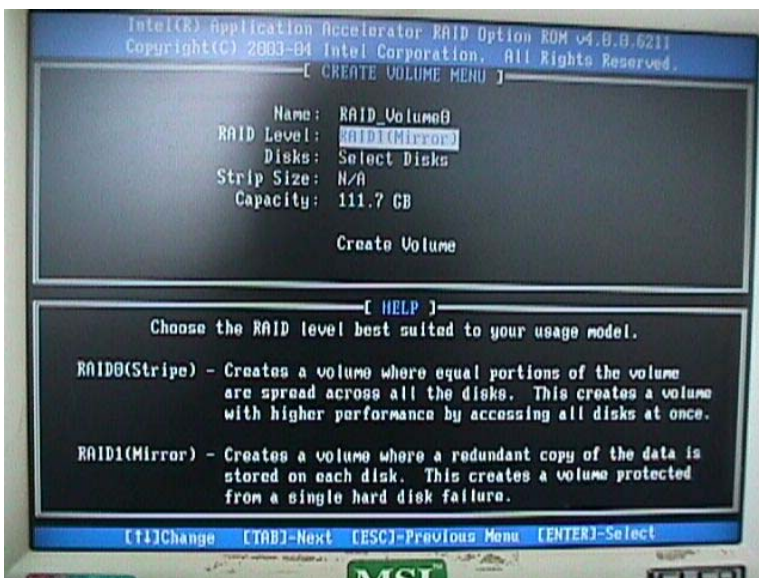 Intel(R) Application Accelerator RAID Option ROM v4.0.0.6211
Copyright(C) 2003-04 Intel Corporation. All Rights Reserved.
[ CREATE VOLUME MENU ]
Name: RAID_Volume0
RAID Level: RAID1(Mirror)
Disks: Select Disks
Strip Size: N/A
Capacity: 111.7 GB
Create Volume
[ HELP ]
Choose the RAID level best suited to your usage model.
RAID0(Stripe) - Creates a volume where equal portions of the volume
are spread across all the disks. This creates a volume
with higher performance by accessing all disks at once.
RAID1(Mirror) - Creates a volume where a redundant copy of the data is
stored on each disk. This creates a volume protected
from a single hard disk failure.
[↑↓]Change [TAB]-Next [ESC]-Previous Menu [ENTER]-Select
MSI™